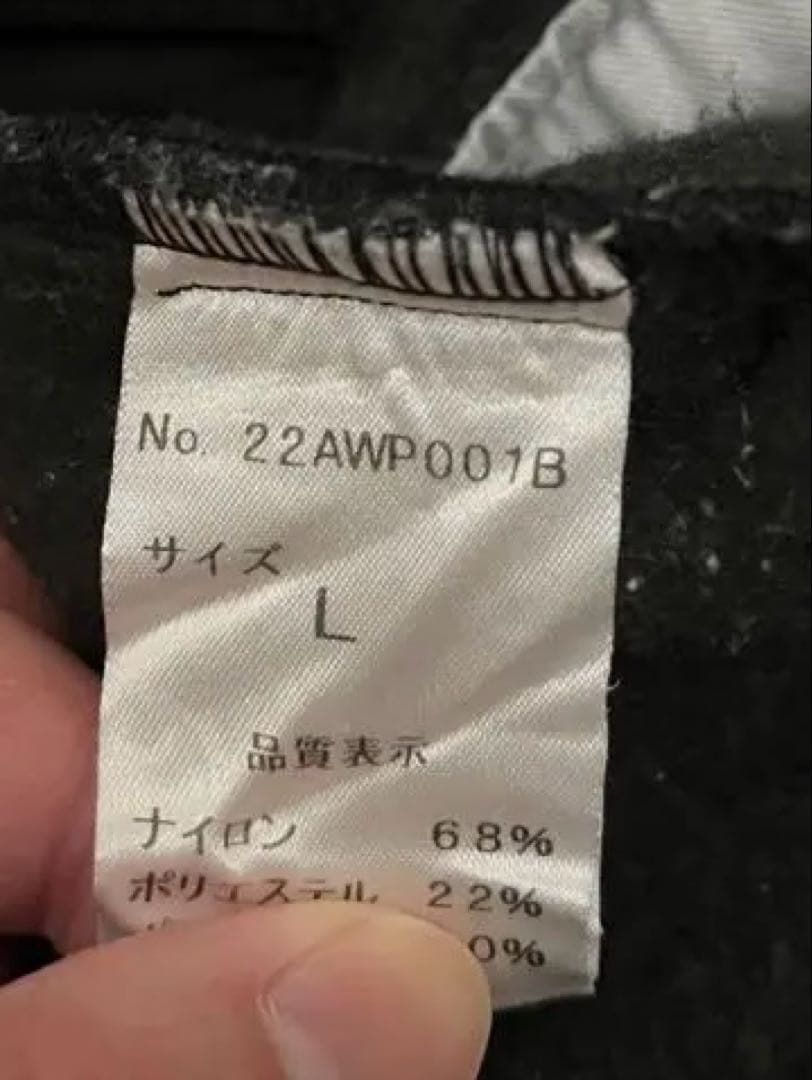 No. 22AWP001B
サイズ
L
品質表示
ナイロン 68%
ポリエステル 22%
0%